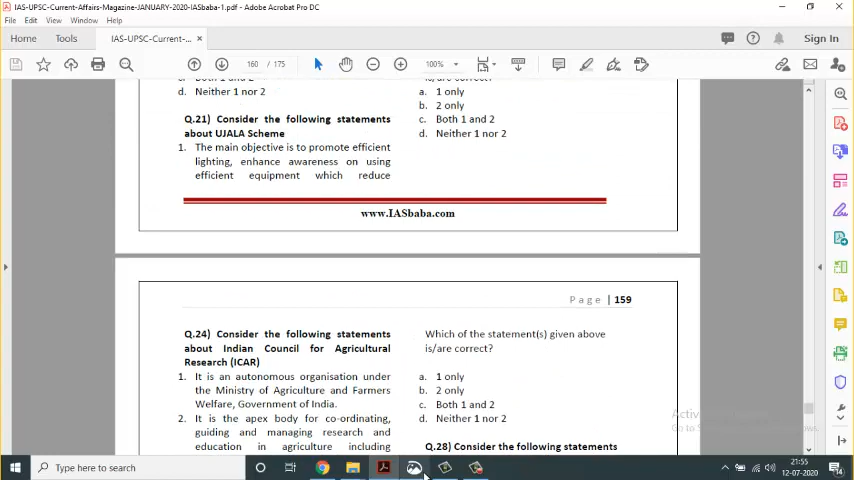 IAS-UPSC-Current-Affairs-Magazine-JANUARY-2020-IASbaba-1.pdf - Adobe Acrobat Pro DC
File Edit View Window Help
Home Tools IAS-UPSC-Current-... × Sign In
160 / 175 100%
c. Both 1 and 2
d. Neither 1 nor 2
Q.21) Consider the following statements
about UJALA Scheme
1. The main objective is to promote efficient
lighting, enhance awareness on using
efficient equipment which reduce
is/are correct?
a. 1 only
b. 2 only
c. Both 1 and 2
d. Neither 1 nor 2
www.IASbaba.com
Page | 159
Q.24) Consider the following statements
about Indian Council for Agricultural
Research (ICAR)
1. It is an autonomous organisation under
the Ministry of Agriculture and Farmers
Welfare, Government of India.
2. It is the apex body for co-ordinating,
guiding and managing research and
education in agriculture including
Which of the statement(s) given above
is/are correct?
a. 1 only
b. 2 only
c. Both 1 and 2
d. Neither 1 nor 2
Q.28) Consider the following statements
Type here to search
21:55
12-07-2020
14